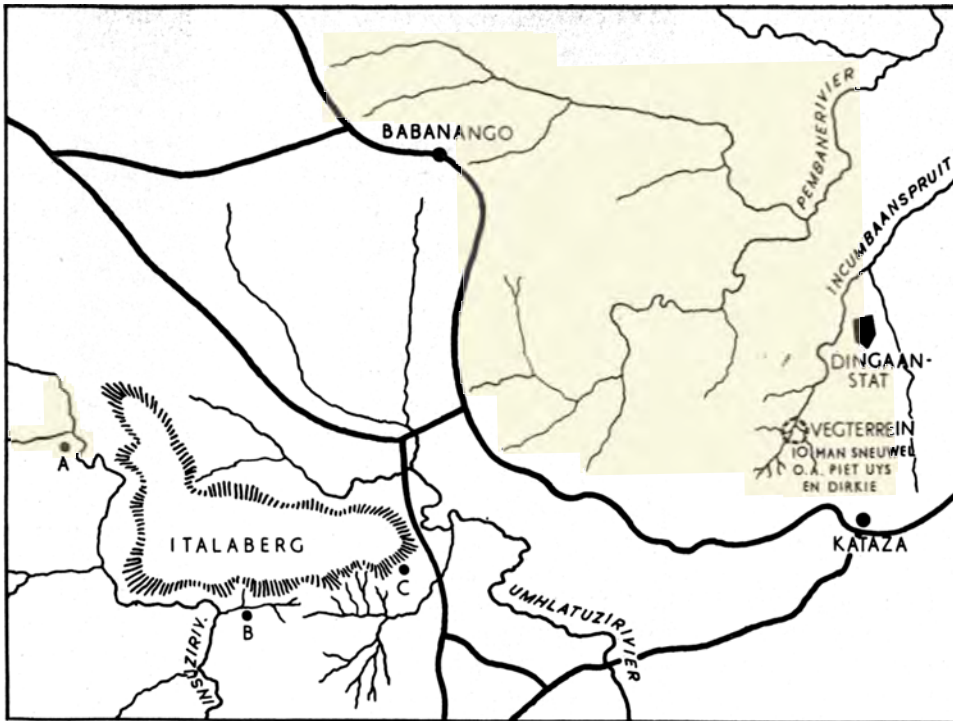 PEMBANERIVIER
BABANANGO
INCUMBAANSPRUIT
DINGAAN-
STAT
VEGTERREIN
10 MAN SNEUWEL
O.A. PIET UYS
EN DIRKIE
A
KATAZA
ITALABERG
C
UMHLATUZIRIVIER
B
INSUZIRIV.